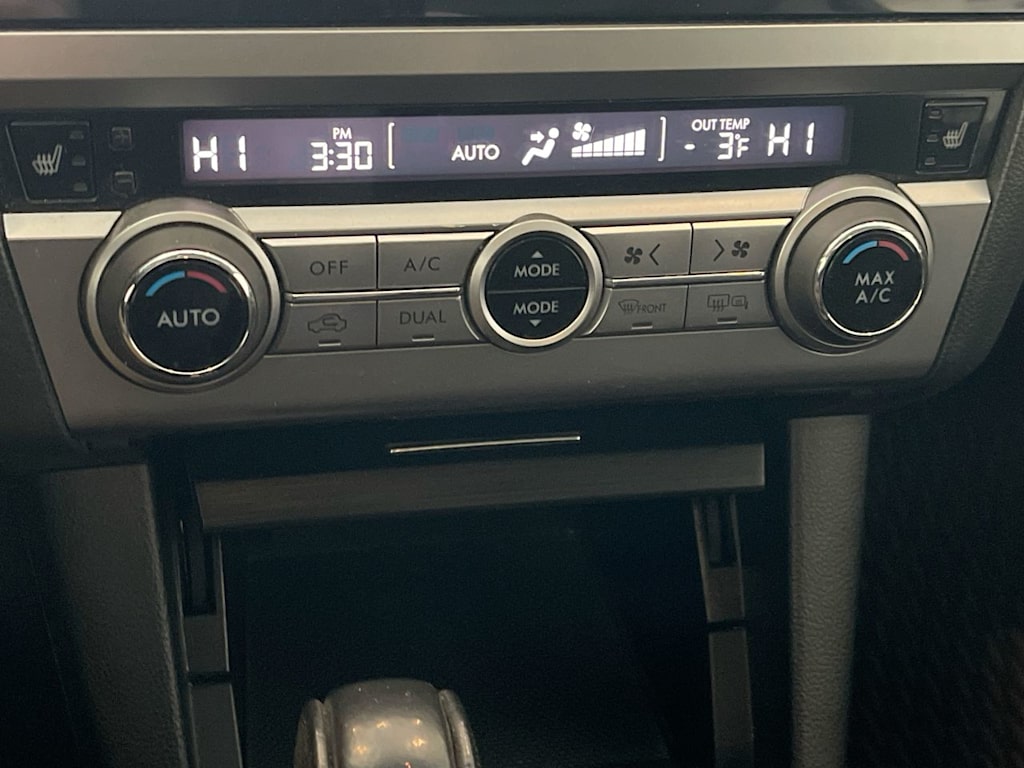 HI
PM
3:30
AUTO
OUT TEMP
- 3°F
HI
AUTO
OFF
A/C
DUAL
MODE
MODE
FRONT
MAX
A/C